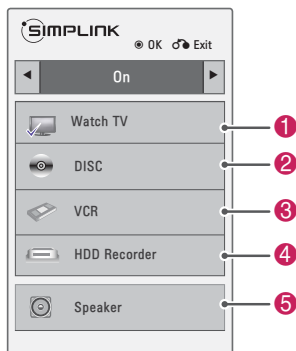 SIMPLINK
OK Exit
On
Watch TV 1
DISC 2
VCR 3
HDD Recorder 4
Speaker 5